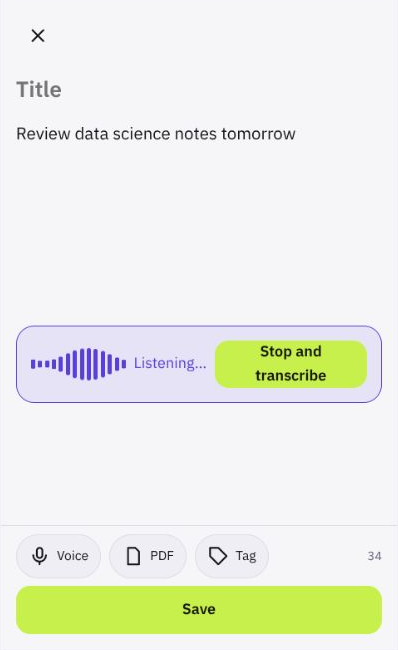 Title
Review data science notes tomorrow
Listening...
Stop and
transcribe
Voice
PDF
Tag
34
Save